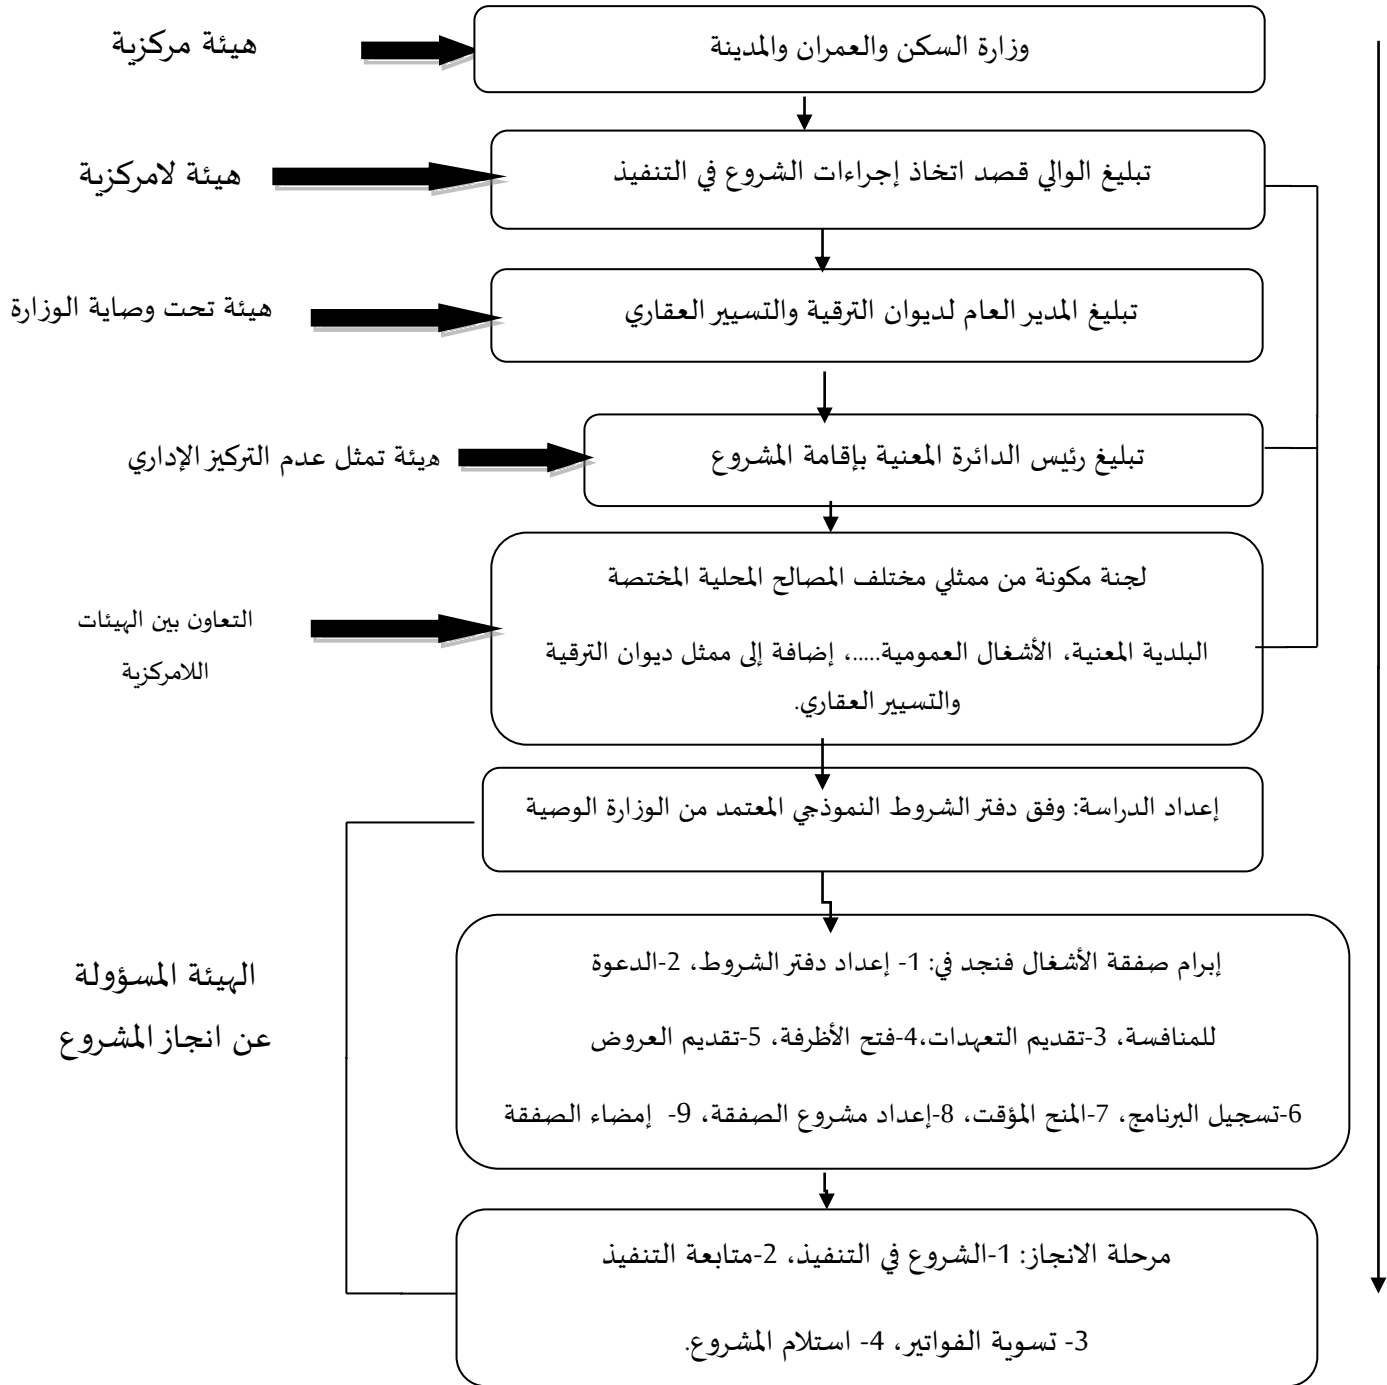 وزارة السكن والعمران والمدينة
هيئة مركزية
تبليغ الوالي قصد اتخاذ إجراءات الشروع في التنفيذ
هيئة لامركزية
تبليغ المدير العام لديوان الترقية والتسيير العقاري
هيئة تحت وصاية الوزارة
تبليغ رئيس الدائرة المعنية بإقامة المشروع
هيئة تمثل عدم التركيز الإداري
لجنة مكونة من ممثلي مختلف المصالح المحلية المختصة
البلدية المعنية، الأشغال العمومية.....، إضافة إلى ممثل ديوان الترقية
والتسيير العقاري.
التعاون بين الهيئات
اللامركزية
إعداد الدراسة: وفق دفتر الشروط النموذجي المعتمد من الوزارة الوصية
إبرام صفقة الأشغال فنجد في: 1- إعداد دفتر الشروط، 2-الدعوة
للمنافسة، 3-تقديم التعهدات،4-فتح الأظرفة، 5-تقديم العروض
6-تسجيل البرنامج، 7-المنح المؤقت، 8-إعداد مشروع الصفقة، 9- إمضاء الصفقة
الهيئة المسؤولة
عن انجاز المشروع
مرحلة الانجاز: 1-الشروع في التنفيذ، 2-متابعة التنفيذ
3- تسوية الفواتير، 4- استلام المشروع.